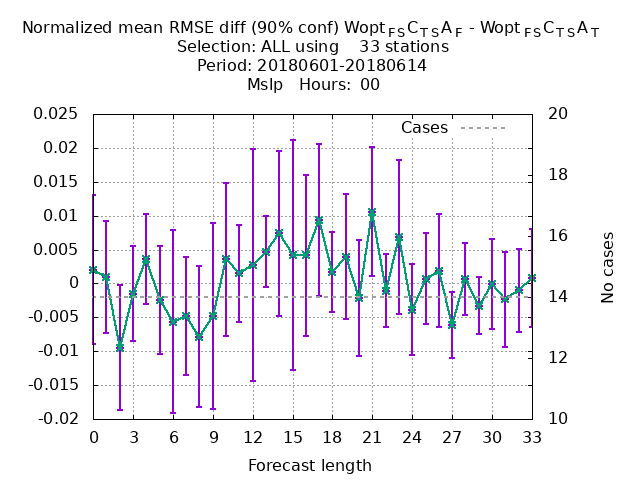 Normalized mean RMSE diff (90% conf) Wopt FS C TS A F - Wopt FS C TS A T
Selection: ALL using 33 stations
Period: 20180601-20180614
Mslp Hours: 00
Cases
0.025
0.02
0.015
0.01
0.005
0
-0.005
-0.01
-0.015
-0.02
20
18
16
14
12
10
No cases
0 3 6 9 12 15 18 21 24 27 30 33
Forecast length